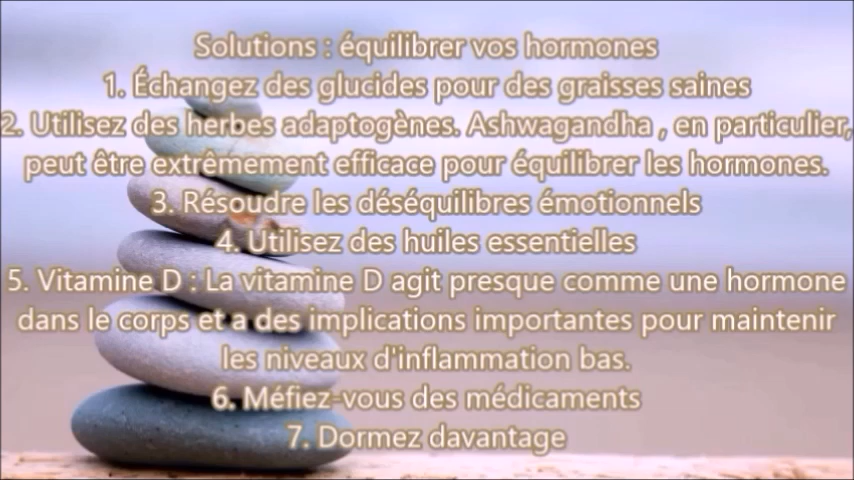 Solutions : équilibrer vos hormones
1. Échangez des glucides pour des graisses saines
2. Utilisez des herbes adaptogènes. Ashwagandha , en particulier,
peut être extrêmement efficace pour équilibrer les hormones.
3. Résoudre les déséquilibres émotionnels
4. Utilisez des huiles essentielles
5. Vitamine D : La vitamine D agit presque comme une hormone
dans le corps et a des implications importantes pour maintenir
les niveaux d'inflammation bas.
6. Méfiez-vous des médicaments
7. Dormez davantage